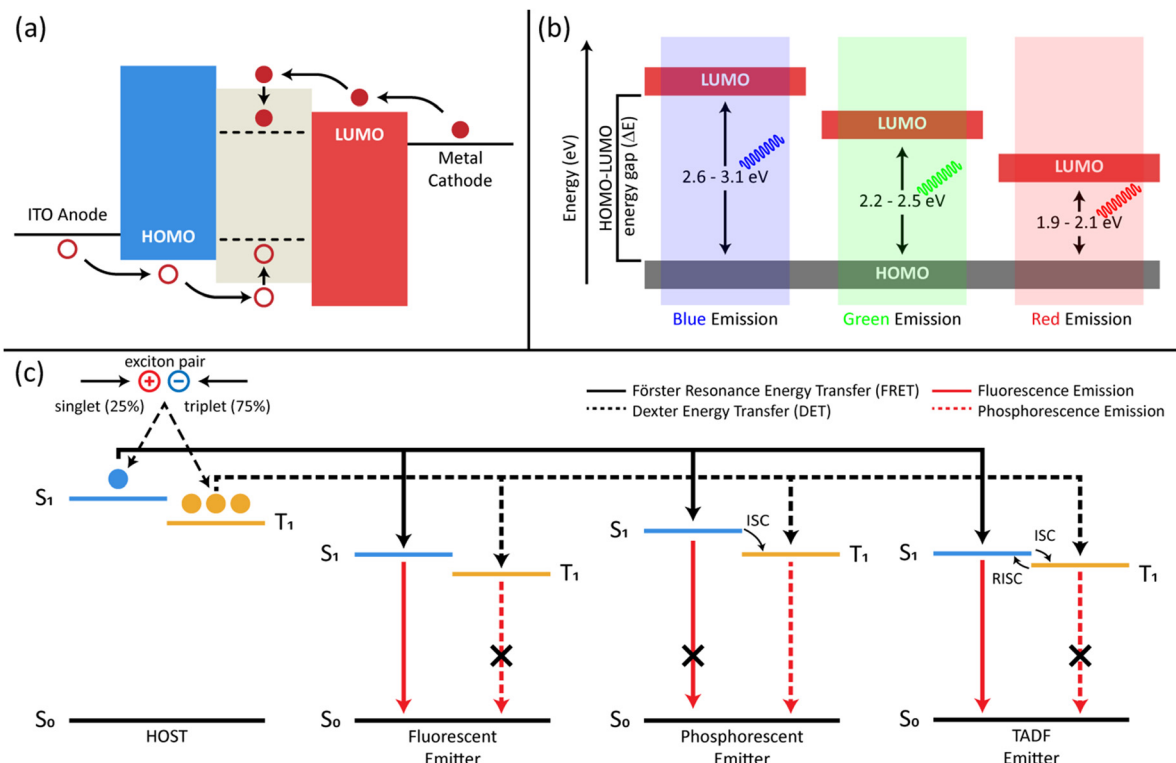 (a)
LUMO
Metal
Cathode
ITO Anode
HOMO
(b)
Energy (eV)
HOMO-LUMO
energy gap (ΔE)
LUMO
LUMO
LUMO
2.6 - 3.1 eV
2.2 - 2.5 eV
1.9 - 2.1 eV
HOMO
Blue Emission
Green Emission
Red Emission
(c)
exciton pair
+ −
singlet (25%)
triplet (75%)
Förster Resonance Energy Transfer (FRET)
Dexter Energy Transfer (DET)
Fluorescence Emission
Phosphorescence Emission
S₁
T₁
S₀
HOST
S₁
T₁
S₀
Fluorescent
Emitter
S₁
ISC
T₁
S₀
Phosphorescent
Emitter
S₁
ISC
RISC
T₁
S₀
TADF
Emitter